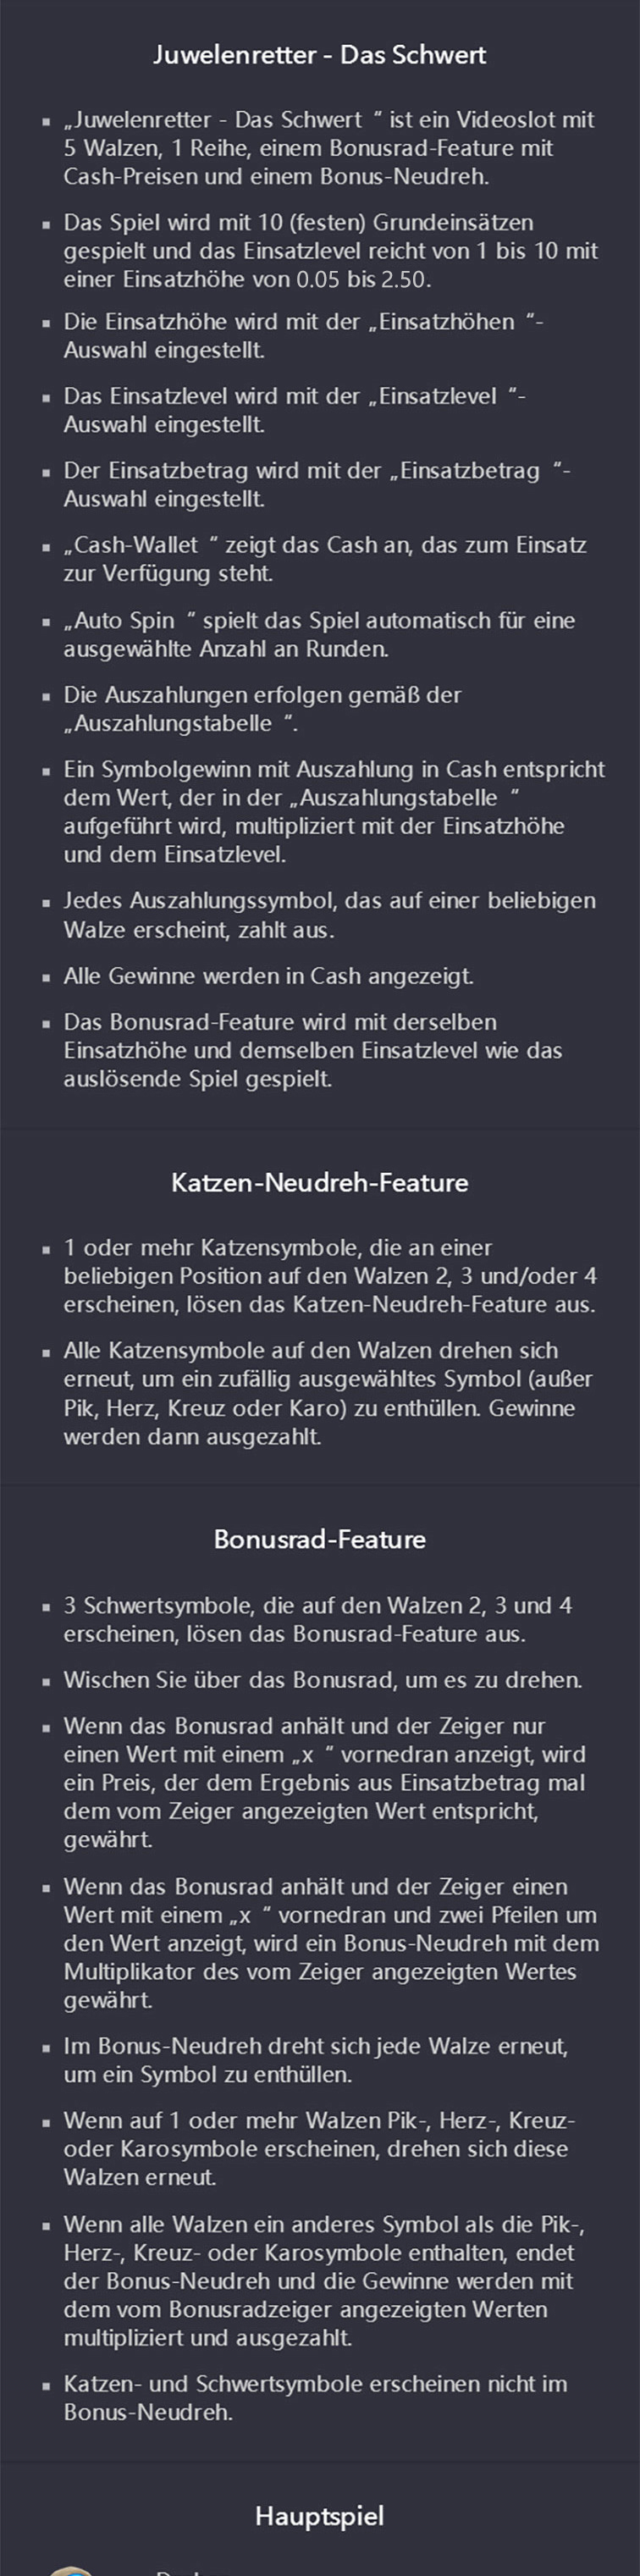 Juwelenretter - Das Schwert
▪ „Juwelenretter - Das Schwert “ ist ein Videoslot mit
5 Walzen, 1 Reihe, einem Bonusrad-Feature mit
Cash-Preisen und einem Bonus-Neudreh.
▪ Das Spiel wird mit 10 (festen) Grundeinsätzen
gespielt und das Einsatzlevel reicht von 1 bis 10 mit
einer Einsatzhöhe von 0.05 bis 2.50.
▪ Die Einsatzhöhe wird mit der „Einsatzhöhen “-
Auswahl eingestellt.
▪ Das Einsatzlevel wird mit der „Einsatzlevel “-
Auswahl eingestellt.
▪ Der Einsatzbetrag wird mit der „Einsatzbetrag “-
Auswahl eingestellt.
▪ „Cash-Wallet “ zeigt das Cash an, das zum Einsatz
zur Verfügung steht.
▪ „Auto Spin “ spielt das Spiel automatisch für eine
ausgewählte Anzahl an Runden.
▪ Die Auszahlungen erfolgen gemäß der
„Auszahlungstabelle “.
▪ Ein Symbolgewinn mit Auszahlung in Cash entspricht
dem Wert, der in der „Auszahlungstabelle “
aufgeführt wird, multipliziert mit der Einsatzhöhe
und dem Einsatzlevel.
▪ Jedes Auszahlungssymbol, das auf einer beliebigen
Walze erscheint, zahlt aus.
▪ Alle Gewinne werden in Cash angezeigt.
▪ Das Bonusrad-Feature wird mit derselben
Einsatzhöhe und demselben Einsatzlevel wie das
auslösende Spiel gespielt.
Katzen-Neudreh-Feature
▪ 1 oder mehr Katzensymbole, die an einer
beliebigen Position auf den Walzen 2, 3 und/oder 4
erscheinen, lösen das Katzen-Neudreh-Feature aus.
▪ Alle Katzensymbole auf den Walzen drehen sich
erneut, um ein zufällig ausgewähltes Symbol (außer
Pik, Herz, Kreuz oder Karo) zu enthüllen. Gewinne
werden dann ausgezahlt.
Bonusrad-Feature
▪ 3 Schwertsymbole, die auf den Walzen 2, 3 und 4
erscheinen, lösen das Bonusrad-Feature aus.
▪ Wischen Sie über das Bonusrad, um es zu drehen.
▪ Wenn das Bonusrad anhält und der Zeiger nur
einen Wert mit einem „x “ vornedran anzeigt, wird
ein Preis, der dem Ergebnis aus Einsatzbetrag mal
dem vom Zeiger angezeigten Wert entspricht,
gewährt.
▪ Wenn das Bonusrad anhält und der Zeiger einen
Wert mit einem „x “ vornedran und zwei Pfeilen um
den Wert anzeigt, wird ein Bonus-Neudreh mit dem
Multiplikator des vom Zeiger angezeigten Wertes
gewährt.
▪ Im Bonus-Neudreh dreht sich jede Walze erneut,
um ein Symbol zu enthüllen.
▪ Wenn auf 1 oder mehr Walzen Pik-, Herz-, Kreuz-
oder Karosymbole erscheinen, drehen sich diese
Walzen erneut.
▪ Wenn alle Walzen ein anderes Symbol als die Pik-,
Herz-, Kreuz- oder Karosymbole enthalten, endet
der Bonus-Neudreh und die Gewinne werden mit
dem vom Bonusradzeiger angezeigten Werten
multipliziert und ausgezahlt.
▪ Katzen- und Schwertsymbole erscheinen nicht im
Bonus-Neudreh.
Hauptspiel